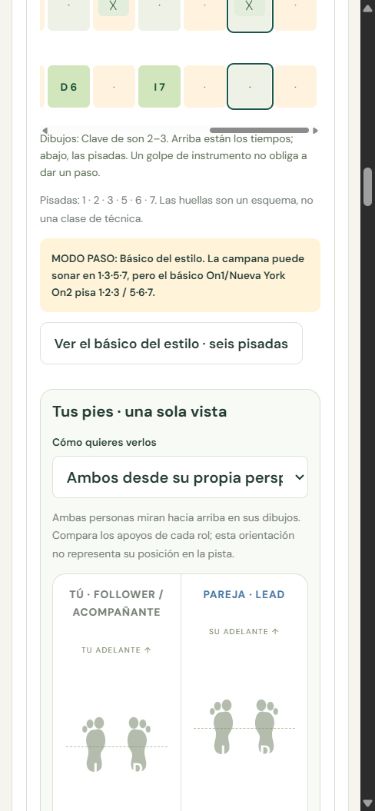 · X · · X ·
D 6 · I 7 · · ·
Dibujos: Clave de son 2–3. Arriba están los tiempos;
abajo, las pisadas. Un golpe de instrumento no obliga a
dar un paso.
Pisadas: 1 · 2 · 3 · 5 · 6 · 7. Las huellas son un esquema, no
una clase de técnica.
MODO PASO: Básico del estilo. La campana puede
sonar en 1·3·5·7, pero el básico On1/Nueva York
On2 pisa 1·2·3 / 5·6·7.
Ver el básico del estilo · seis pisadas
Tus pies · una sola vista
Cómo quieres verlos
Ambos desde su propia persp
Ambas personas miran hacia arriba en sus dibujos.
Compara los apoyos de cada rol; esta orientación
no representa su posición en la pista.
TÚ · FOLLOWER /
ACOMPAÑANTE
TU ADELANTE ↑
I D
PAREJA · LEAD
SU ADELANTE ↑
I D